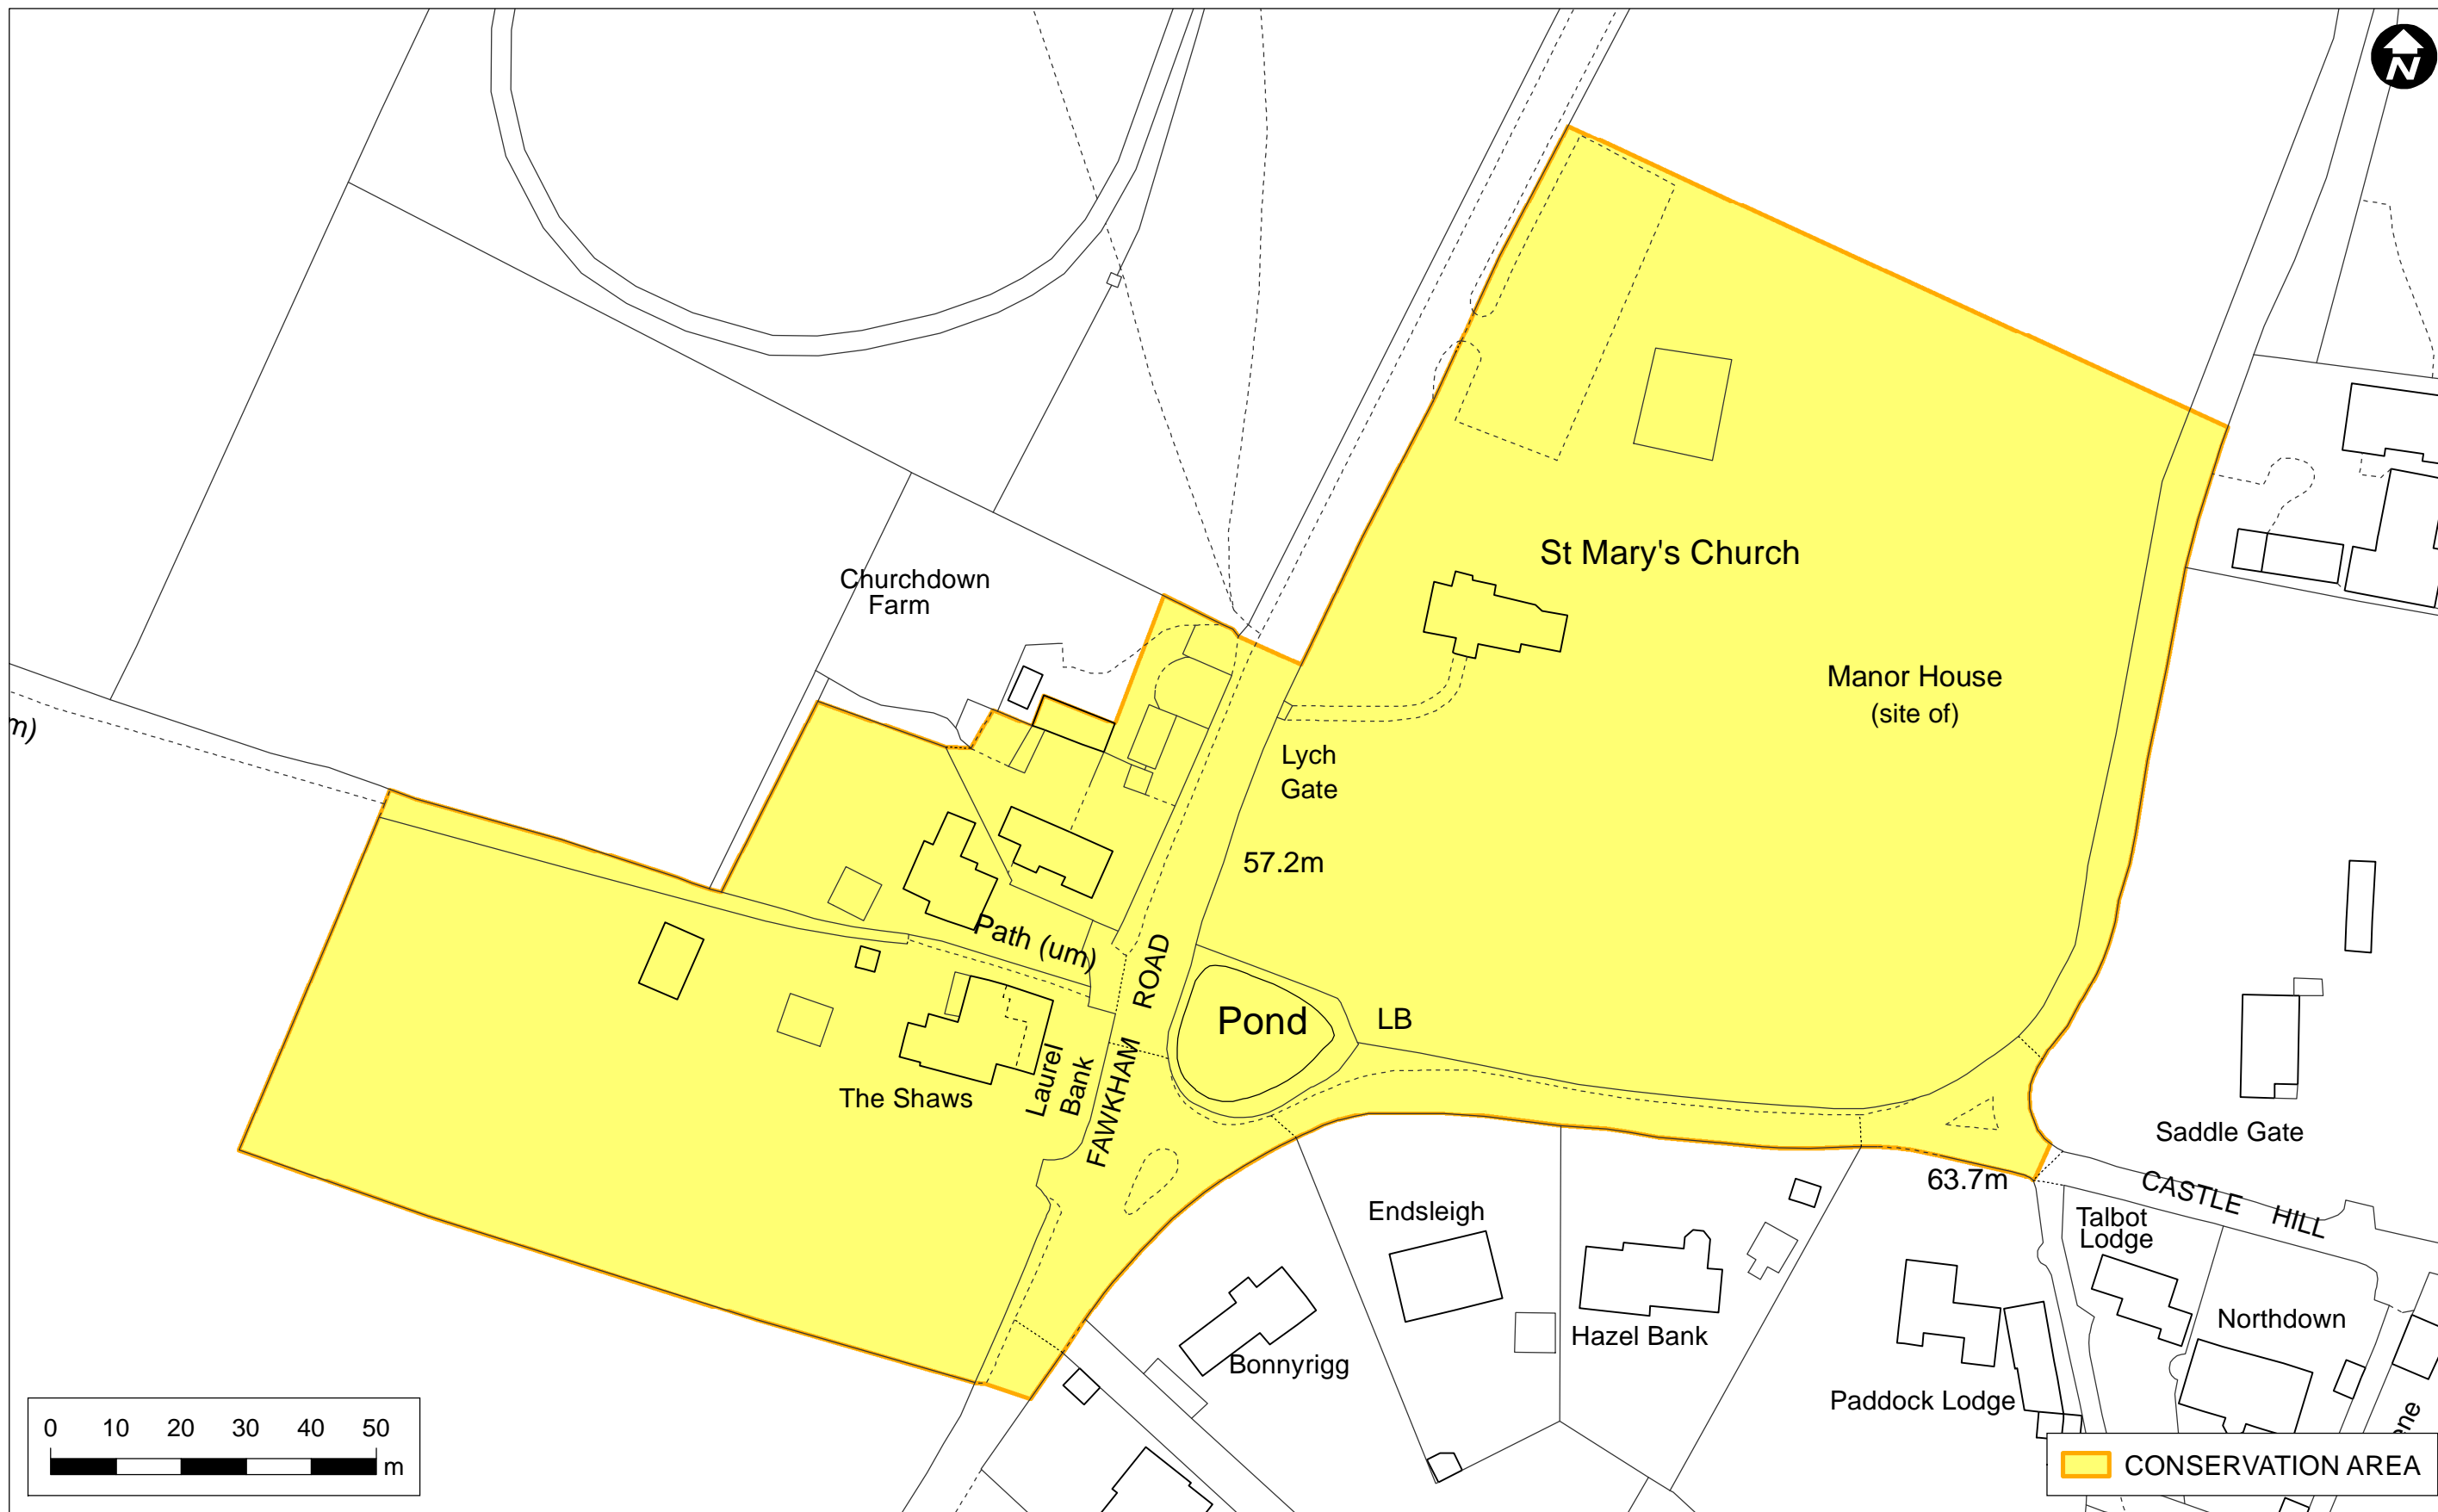 N
St Mary's Church
Churchdown
Farm
Manor House
(site of)
m)
Lych
Gate
57.2m
Path (um)
ROAD
FAWKHAM
Pond
LB
Laurel
Bank
The Shaws
Saddle Gate
63.7m
CASTLE HILL
Endsleigh
Talbot
Lodge
Northdown
Hazel Bank
Bonnyrigg
Paddock Lodge
ene
0 10 20 30 40 50
m
CONSERVATION AREA